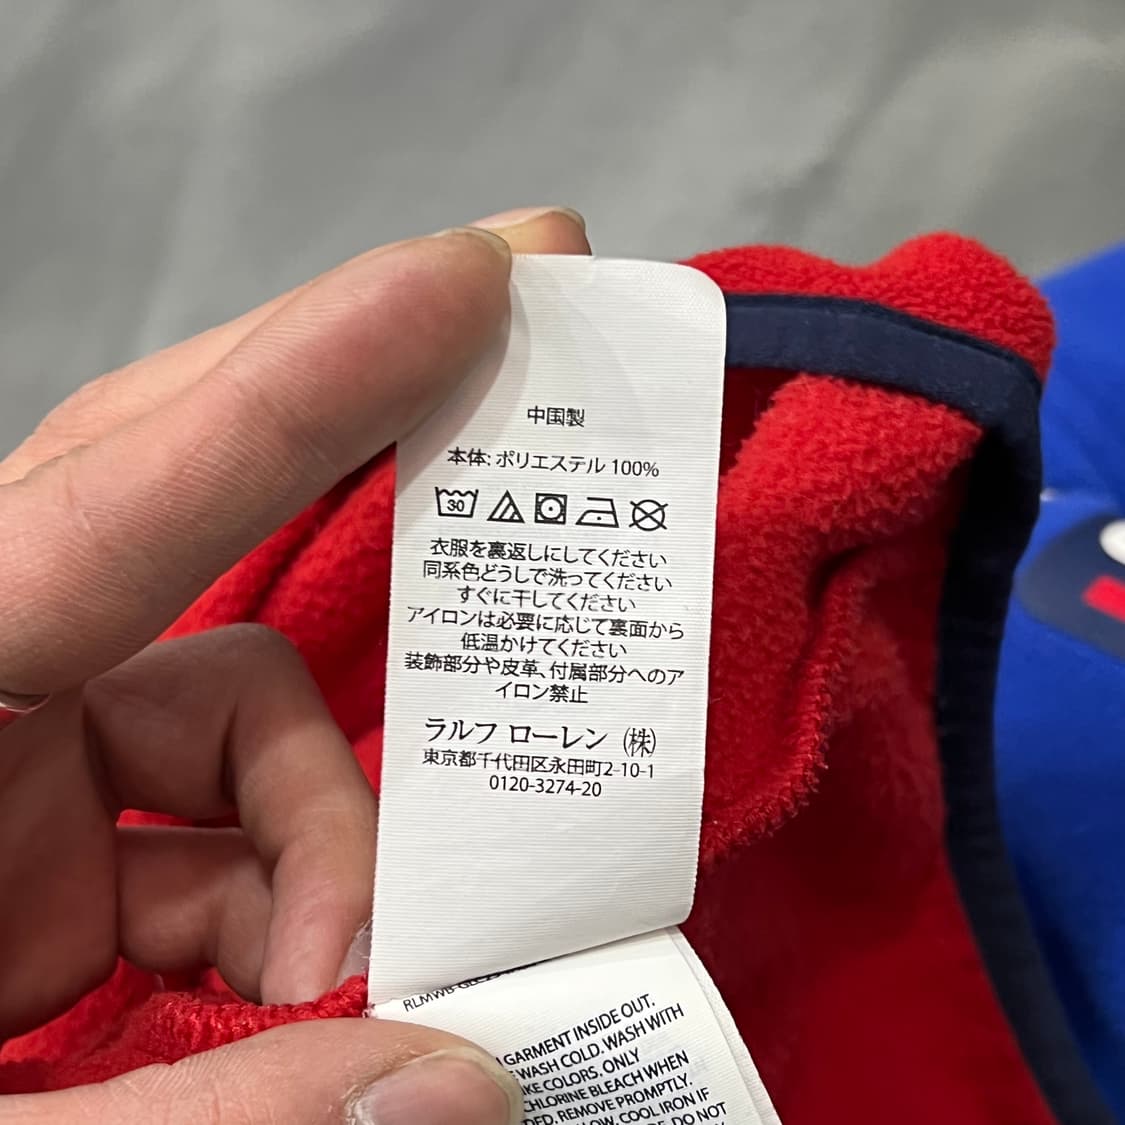 中国製
本体: ポリエステル 100%
30
衣服を裏返しにしてください
同系色どうしで洗ってください
すぐに干してください
アイロンは必要に応じて裏面から
低温かけてください
装飾部分や皮革、付属部分へのア
イロン禁止
ラルフ ローレン (株)
東京都千代田区永田町2-10-1
0120-3274-20
GARMENT INSIDE OUT.
WASH COLD. WASH WITH
COLORS. ONLY
CHLORINE BLEACH WHEN
REMOVE PROMPTLY.
COOL IRON IF
DO NOT